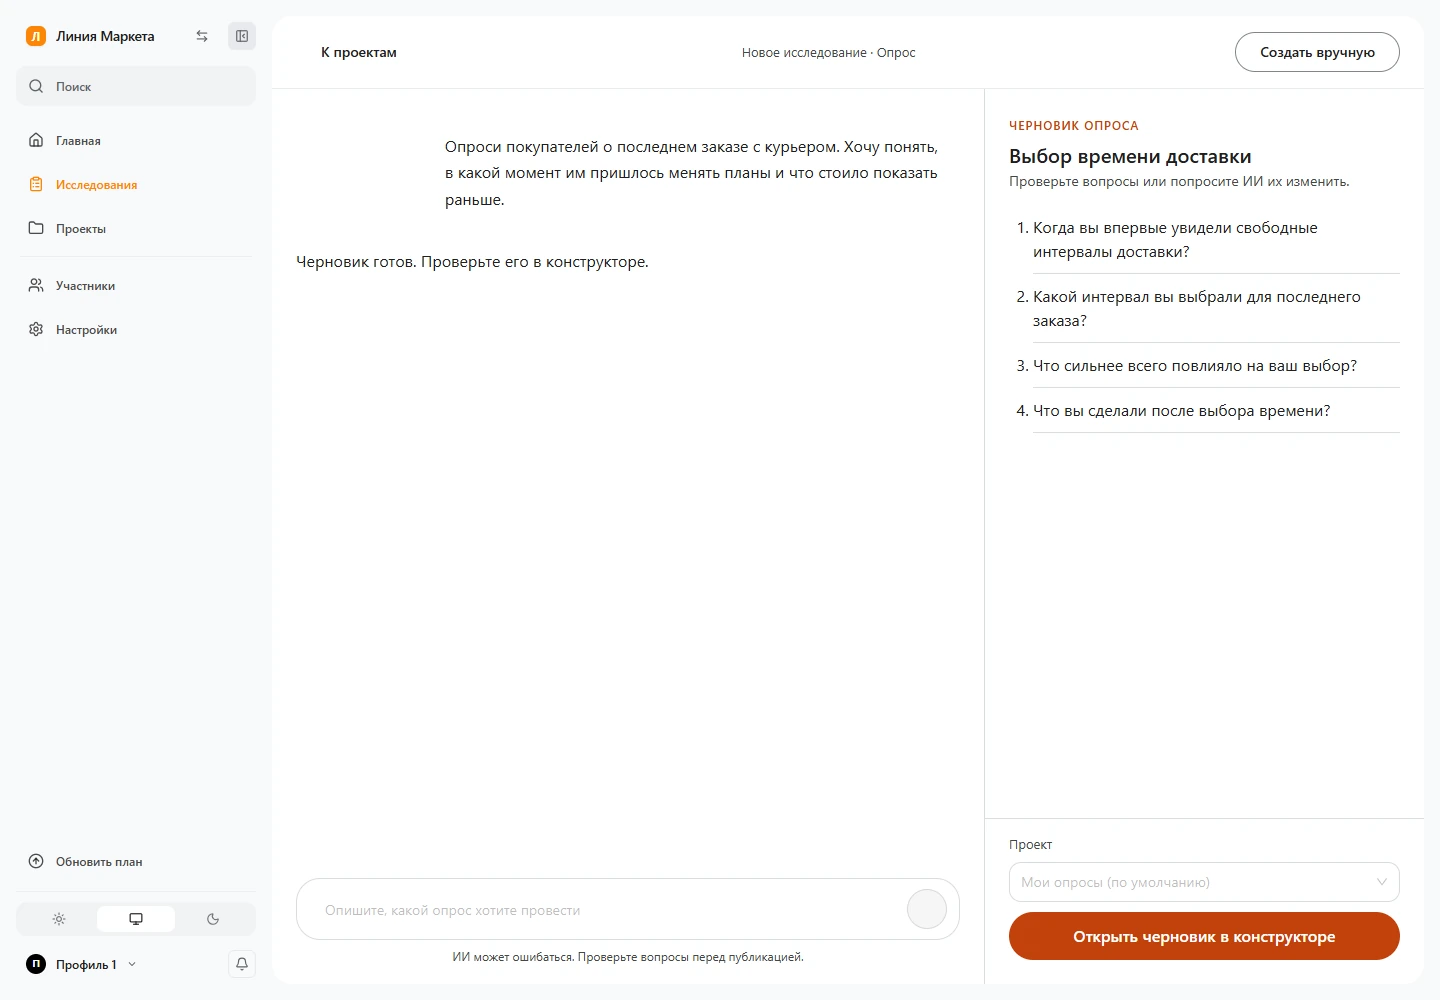 Л Линия Маркета
Поиск
Главная
Исследования
Проекты
Участники
Настройки
Обновить план
П Профиль 1
К проектам
Новое исследование · Опрос
Создать вручную
Опроси покупателей о последнем заказе с курьером. Хочу понять,
в какой момент им пришлось менять планы и что стоило показать
раньше.
Черновик готов. Проверьте его в конструкторе.
Опишите, какой опрос хотите провести
ИИ может ошибаться. Проверьте вопросы перед публикацией.
ЧЕРНОВИК ОПРОСА
Выбор времени доставки
Проверьте вопросы или попросите ИИ их изменить.
1. Когда вы впервые увидели свободные
интервалы доставки?
2. Какой интервал вы выбрали для последнего
заказа?
3. Что сильнее всего повлияло на ваш выбор?
4. Что вы сделали после выбора времени?
Проект
Мои опросы (по умолчанию)
Открыть черновик в конструкторе